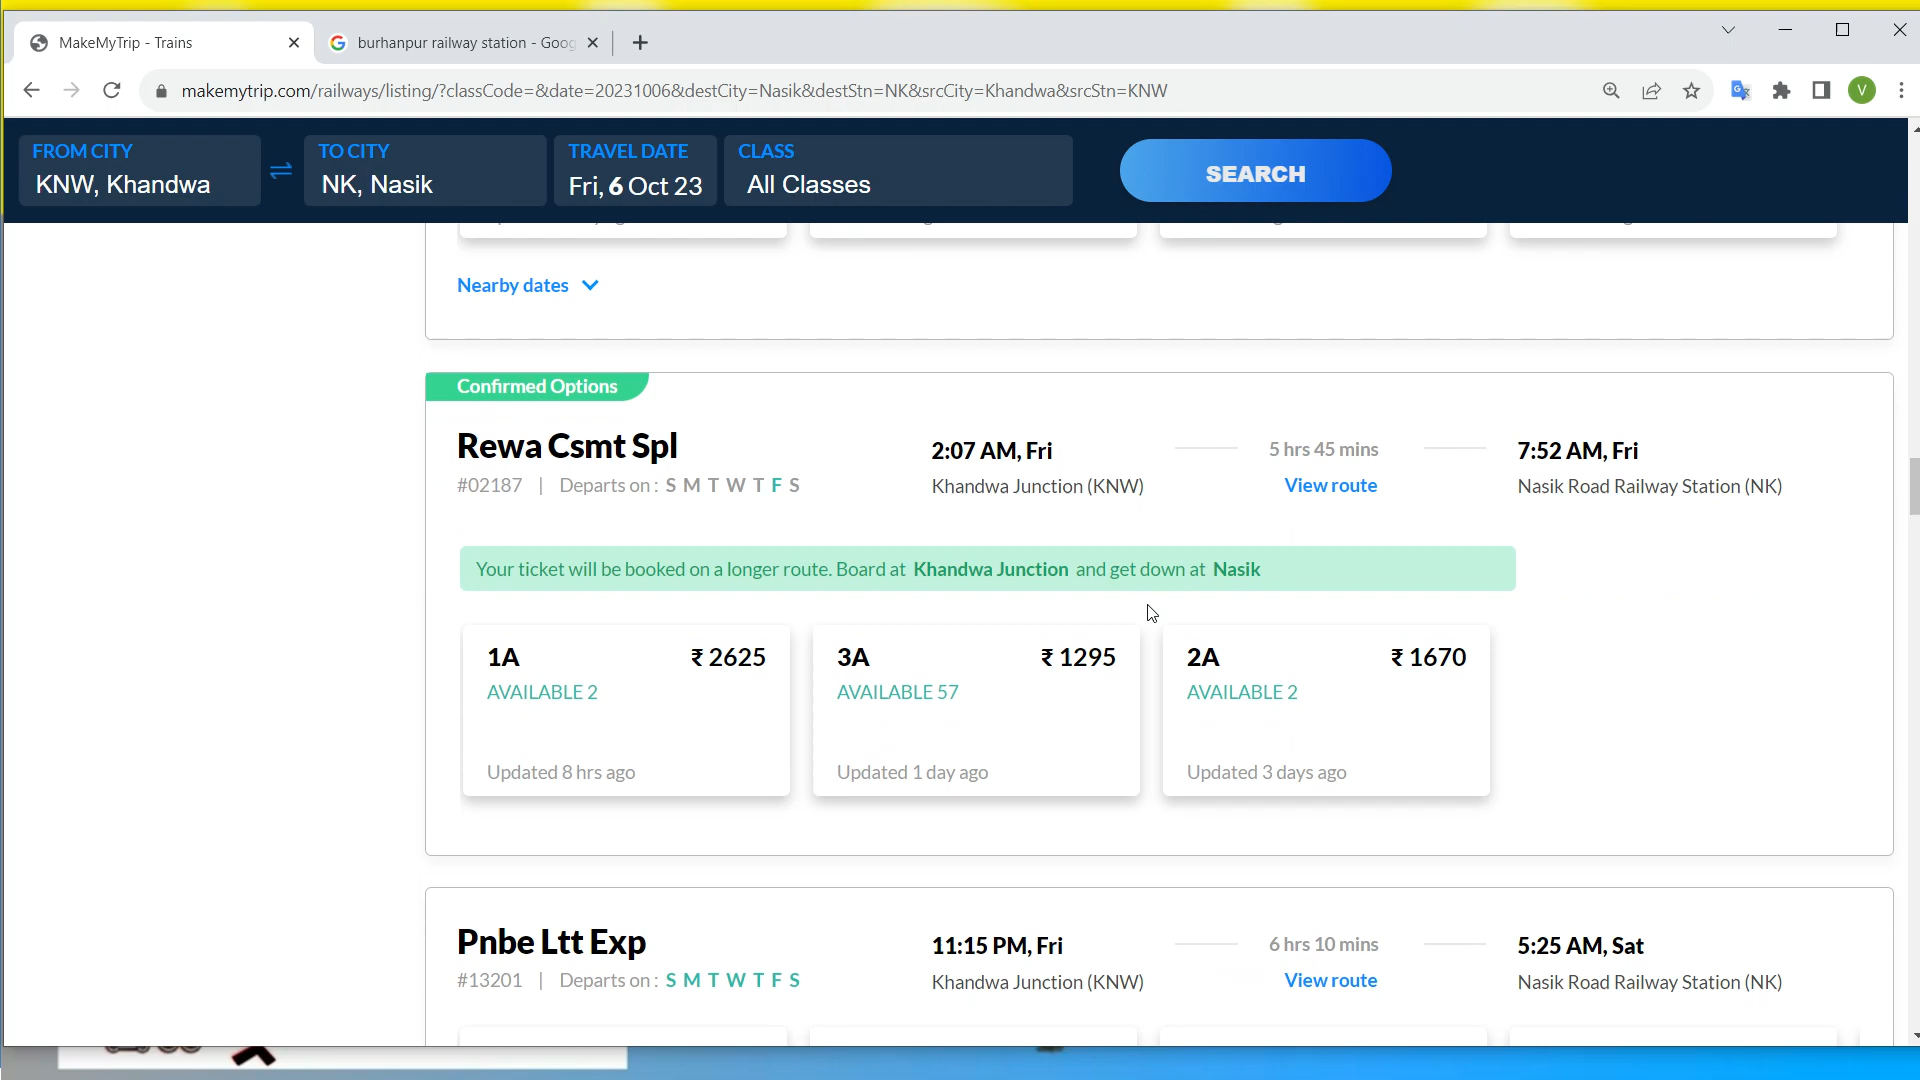 MakeMyTrip - Trains
burhanpur railway station - Goog
makemytrip.com/railways/listing/?classCode=&date=20231006&destCity=Nasik&destStn=NK&srcCity=Khandwa&srcStn=KNW
V
FROM CITY
KNW, Khandwa
TO CITY
NK, Nasik
TRAVEL DATE
Fri, 6 Oct 23
CLASS
All Classes
SEARCH
Nearby dates
Confirmed Options
Rewa Csmt Spl
#02187 | Departs on : S M T W T F S
2:07 AM, Fri
Khandwa Junction (KNW)
5 hrs 45 mins
View route
7:52 AM, Fri
Nasik Road Railway Station (NK)
Your ticket will be booked on a longer route. Board at Khandwa Junction and get down at Nasik
1A ₹ 2625
AVAILABLE 2
Updated 8 hrs ago
3A ₹ 1295
AVAILABLE 57
Updated 1 day ago
2A ₹ 1670
AVAILABLE 2
Updated 3 days ago
Pnbe Ltt Exp
#13201 | Departs on : S M T W T F S
11:15 PM, Fri
Khandwa Junction (KNW)
6 hrs 10 mins
View route
5:25 AM, Sat
Nasik Road Railway Station (NK)